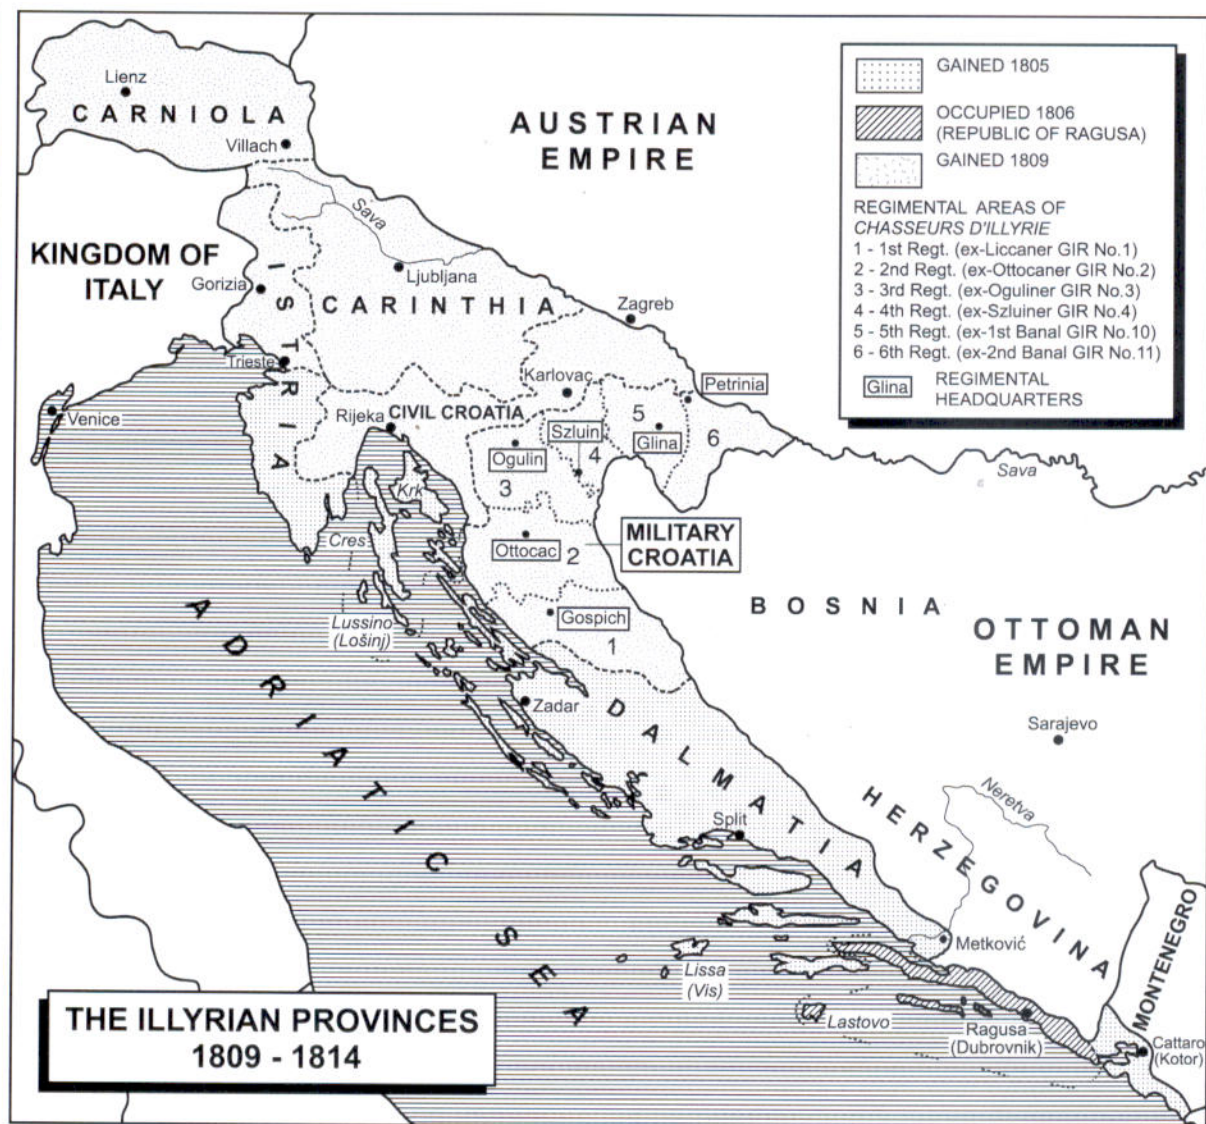 Lienz
CARNIOLA
Villach
AUSTRIAN
EMPIRE
GAINED 1805
OCCUPIED 1806
(REPUBLIC OF RAGUSA)
GAINED 1809
REGIMENTAL AREAS OF
CHASSEURS D'ILLYRIE
1 - 1st Regt. (ex-Liccaner GIR No.1)
2 - 2nd Regt. (ex-Ottocaner GIR No.2)
3 - 3rd Regt. (ex-Oguliner GIR No.3)
4 - 4th Regt. (ex-Szluiner GIR No.4)
5 - 5th Regt. (ex-1st Banal GIR No.10)
6 - 6th Regt. (ex-2nd Banal GIR No.11)
Glina
REGIMENTAL
HEADQUARTERS
Sava
KINGDOM OF
ITALY
Gorizia
ISTRIA
Ljubljana
CARINTHIA
Zagreb
Trieste
Karlovac
Petrinia
Venice
Rijeka
CIVIL CROATIA
Szluin
5
Glina
6
Ogulin
4
3
Sava
Krk
Cres
Ottocac
2
MILITARY
CROATIA
Lussino
(Lošinj)
Gospich
1
BOSNIA
OTTOMAN
EMPIRE
ADRIATIC SEA
Zadar
DALMATIA
Sarajevo
Neretva
HERZEGOVINA
Split
MONTENEGRO
Metković
Lissa
(Vis)
Lastovo
Ragusa
(Dubrovnik)
Cattaro
(Kotor)
THE ILLYRIAN PROVINCES
1809 - 1814